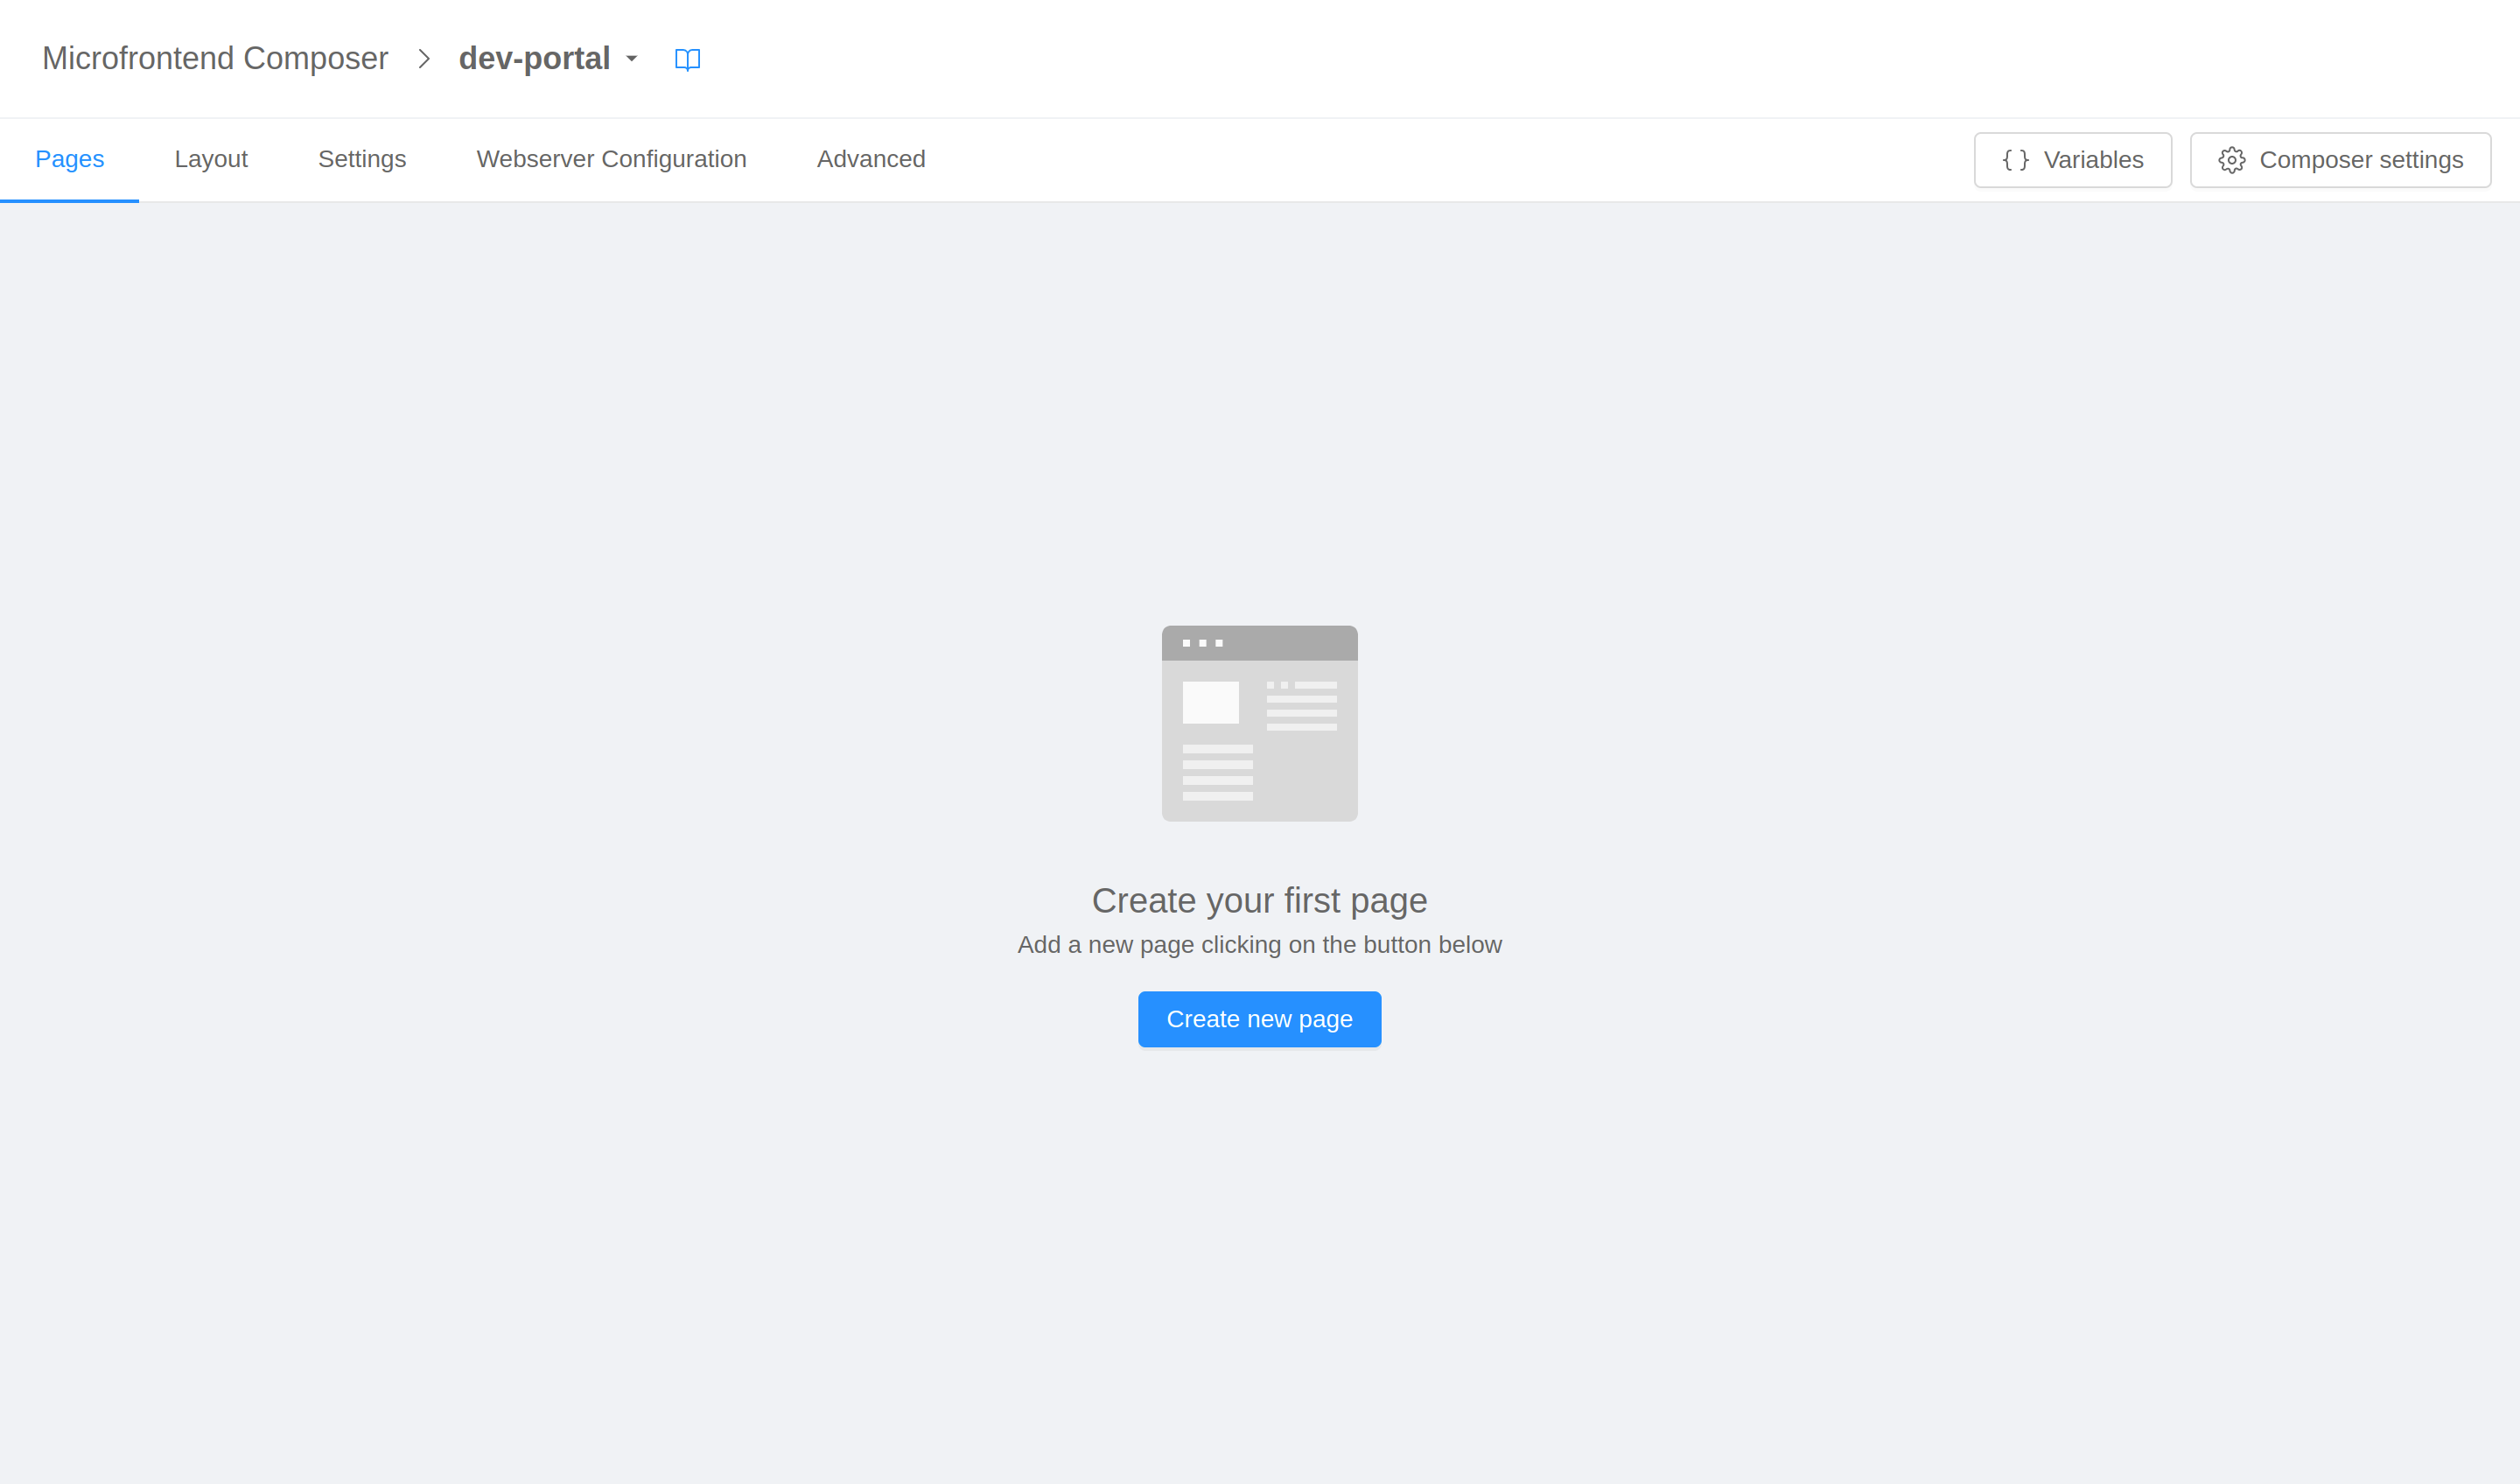 Microfrontend Composer > dev-portal
Pages Layout Settings Webserver Configuration Advanced { } Variables Composer settings
Create your first page
Add a new page clicking on the button below
Create new page